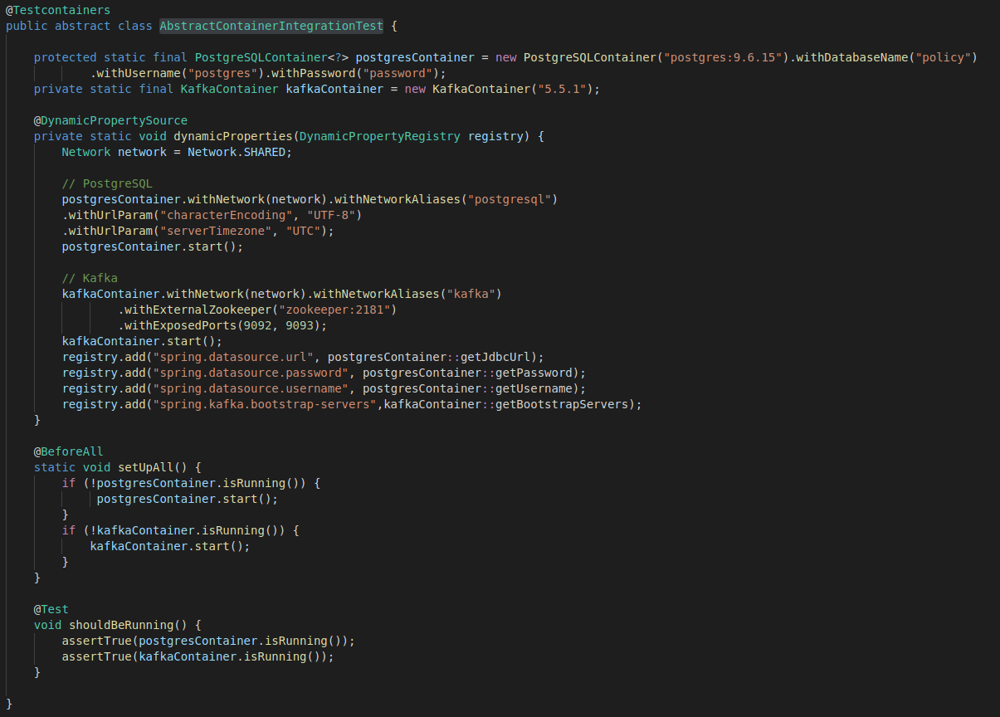 @Testcontainers
public abstract class AbstractContainerIntegrationTest {
protected static final PostgreSQLContainer<?> postgresContainer = new PostgreSQLContainer("postgres:9.6.15").withDatabaseName("policy")
.withUsername("postgres").withPassword("password");
private static final KafkaContainer kafkaContainer = new KafkaContainer("5.5.1");
@DynamicPropertySource
private static void dynamicProperties(DynamicPropertyRegistry registry) {
Network network = Network.SHARED;
// PostgreSQL
postgresContainer.withNetwork(network).withNetworkAliases("postgresql")
.withUrlParam("characterEncoding", "UTF-8")
.withUrlParam("serverTimezone", "UTC");
postgresContainer.start();
// Kafka
kafkaContainer.withNetwork(network).withNetworkAliases("kafka")
.withExternalZookeeper("zookeeper:2181")
.withExposedPorts(9092, 9093);
kafkaContainer.start();
registry.add("spring.datasource.url", postgresContainer::getJdbcUrl);
registry.add("spring.datasource.password", postgresContainer::getPassword);
registry.add("spring.datasource.username", postgresContainer::getUsername);
registry.add("spring.kafka.bootstrap-servers",kafkaContainer::getBootstrapServers);
}
@BeforeAll
static void setUpAll() {
if (!postgresContainer.isRunning()) {
postgresContainer.start();
}
if (!kafkaContainer.isRunning()) {
kafkaContainer.start();
}
}
@Test
void shouldBeRunning() {
assertTrue(postgresContainer.isRunning());
assertTrue(kafkaContainer.isRunning());
}
}